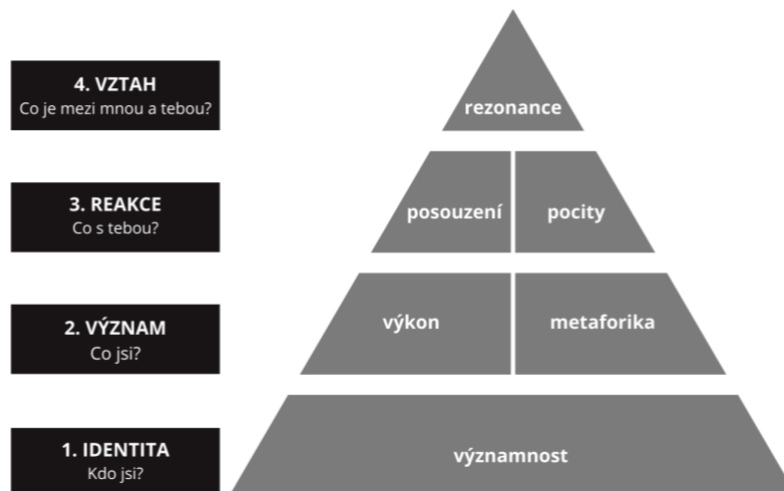 4. VZTAH
Co je mezi mnou a tebou?
rezonance
3. REAKCE
Co s tebou?
posouzení
pocity
2. VÝZNAM
Co jsi?
výkon
metaforika
1. IDENTITA
Kdo jsi?
významnost